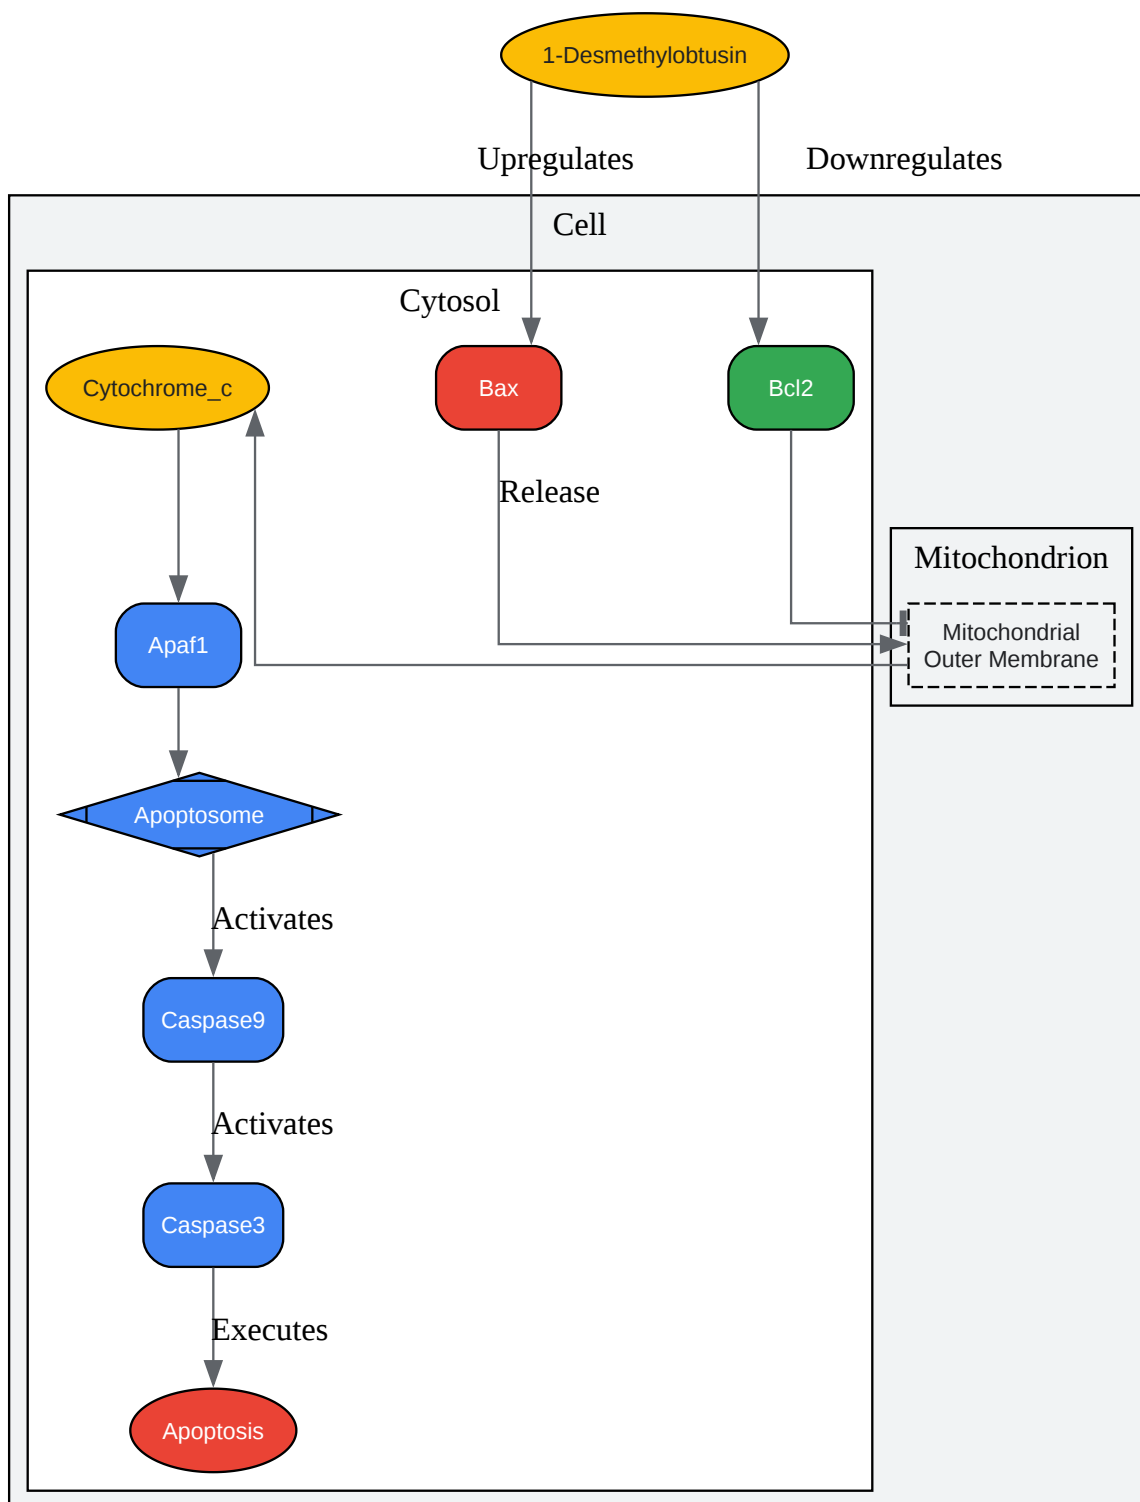 1-Desmethylobtusin
Upregulates
Downregulates
Cell
Cytosol
Cytochrome_c
Bax
Bcl2
Release
Mitochondrion
Mitochondrial
Outer Membrane
Apaf1
Apoptosome
Activates
Caspase9
Activates
Caspase3
Executes
Apoptosis